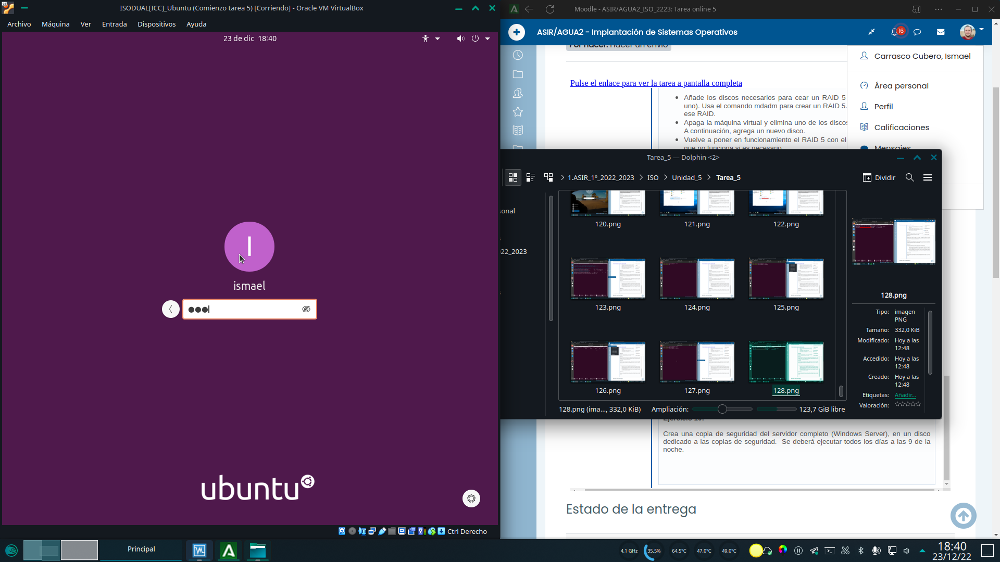 ISODUAL[ICC]_Ubuntu (Comienzo tarea 5) [Corriendo] - Oracle VM VirtualBox
Archivo Máquina Ver Entrada Dispositivos Ayuda
23 de dic 18:40
I
ismael
ubuntu
Ctrl Derecho
Moodle - ASIR/AGUA2_ISO_2223: Tarea online 5
ASIR/AGUA2 - Implantación de Sistemas Operativos
16
Por hacer: Hacer un envío
Carrasco Cubero, Ismael
Área personal
Perfil
Calificaciones
Mensajes
Pulse el enlace para ver la tarea a pantalla completa
Añade los discos necesarios para cear un RAID 5
uno). Usa el comando mdadm para crear un RAID 5.
ese RAID.
Apaga la máquina virtual y elimina uno de los discos
A continuación, agrega un nuevo disco.
Vuelve a poner en funcionamiento el RAID 5 con el
que no funciona si es necesario.
Tarea_5 — Dolphin <2>
1.ASIR_1º_2022_2023 ISO Unidad_5 Tarea_5
Dividir
sonal
22_2023
120.png 121.png 122.png
123.png 124.png 125.png
126.png 127.png 128.png
128.png
Tipo: imagen
PNG
Tamaño: 332,0 KiB
Modificado: Hoy a las
12:48
Accedido: Hoy a las
12:48
Creado: Hoy a las
12:48
Etiquetas: Añadir...
Valoración:
128.png (ima..., 332,0 KiB) Ampliación: 123,7 GiB libre
Crea una copia de seguridad del servidor completo (Windows Server), en un disco
dedicado a las copias de seguridad. Se deberá ejecutar todos los días a las 9 de la
noche.
Estado de la entrega
Principal
4,1 GHz 35,5% 64,5°C 47,0°C 49,0°C
18:40
23/12/22